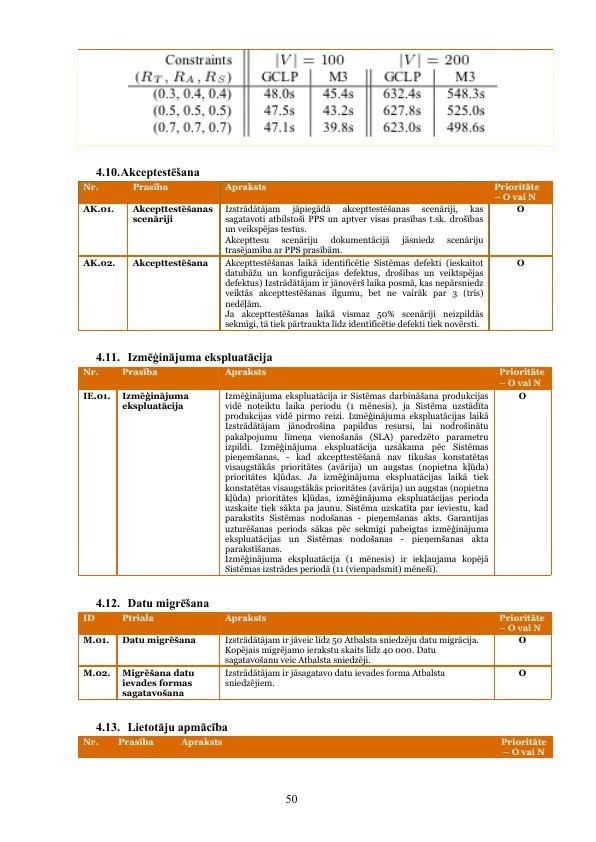 Constraints |V| = 100 |V| = 200
(R_T, R_A, R_S) GCLP M3 GCLP M3
(0.3, 0.4, 0.4) 48.0s 45.4s 632.4s 548.3s
(0.5, 0.5, 0.5) 47.5s 43.2s 627.8s 525.0s
(0.7, 0.7, 0.7) 47.1s 39.8s 623.0s 498.6s
4.10. Akceptestēšana
Nr. Prasība Apraksts Prioritāte
– O vai N
AK.01. Akcepttestēšanas
scenāriji
Izstrādātājam jāpiegādā akcepttestēšanas scenāriji, kas
sagatavoti atbilstoši PPS un aptver visas prasības t.sk. drošības
un veikspējas testus.
Akcepttesu scenāriju dokumentācijā jāsniedz scenāriju
trasējamība ar PPS prasībām.
O
AK.02. Akcepttestēšana
Akcepttestēšanas laikā identificētie Sistēmas defekti (ieskaitot
datubāžu un konfigurācijas defektus, drošības un veiktspējas
defektus) Izstrādātājam ir jānovērš laika posmā, kas nepārsniedz
veiktās akcepttestēšanas ilgumu, bet ne vairāk par 3 (trīs)
nedēļām.
Ja akcepttestēšanas laikā vismaz 50% scenāriji neizpildās
sekmīgi, tā tiek pārtraukta līdz identificētie defekti tiek novērsti.
O
4.11. Izmēģinājuma ekspluatācija
Nr. Prasība Apraksts Prioritāte
– O vai N
IE.01. Izmēģinājuma
ekspluatācija
Izmēģinājuma ekspluatācija ir Sistēmas darbināšana produkcijas
vidē noteiktu laika periodu (1 mēnesis), ja Sistēma uzstādīta
produkcijas vidē pirmo reizi. Izmēģinājuma ekspluatācijas laikā
Izstrādātājam jānodrošina papildus resursi, lai nodrošinātu
pakalpojumu līmeņa vienošanās (SLA) paredzēto parametru
izpildi. Izmēģinājuma ekspluatācija uzsākama pēc Sistēmas
pieņemšanas, - kad akcepttestēšanā nav tikušas konstatētas
visaugstākās prioritātes (avārija) un augstas (nopietna kļūda)
prioritātes kļūdas. Ja izmēģinājuma ekspluatācijas laikā tiek
konstatētas visaugstākās prioritātes (avārija) un augstas (nopietna
kļūda) prioritātes kļūdas, izmēģinājuma ekspluatācijas perioda
uzskaite tiek sākta pa jaunu. Sistēma uzskatīta par ieviestu, kad
parakstīts Sistēmas nodošanas - pieņemšanas akts. Garantijas
uzturēšanas periods sākas pēc sekmīgi pabeigtas izmēģinājuma
ekspluatācijas un Sistēmas nodošanas - pieņemšanas akta
parakstīšanas.
Izmēģinājuma ekspluatācija (1 mēnesis) ir iekļaujama kopējā
Sistēmas izstrādes periodā (11 (vienpadsmit) mēneši).
O
4.12. Datu migrēšana
ID Ptriala Apraksts Prioritāte
– O vai N
M.01. Datu migrēšana
Izstrādātājam ir jāveic līdz 50 Atbalsta sniedzēju datu migrācija.
Kopējais migrējamo ierakstu skaits līdz 40 000. Datu
sagatavošanu veic Atbalsta sniedzēji.
O
M.02. Migrēšana datu
ievades formas
sagatavošana
Izstrādātājam ir jāsagatavo datu ievades forma Atbalsta
sniedzējiem.
O
4.13. Lietotāju apmācība
Nr. Prasība Apraksts Prioritāte
– O vai N
50